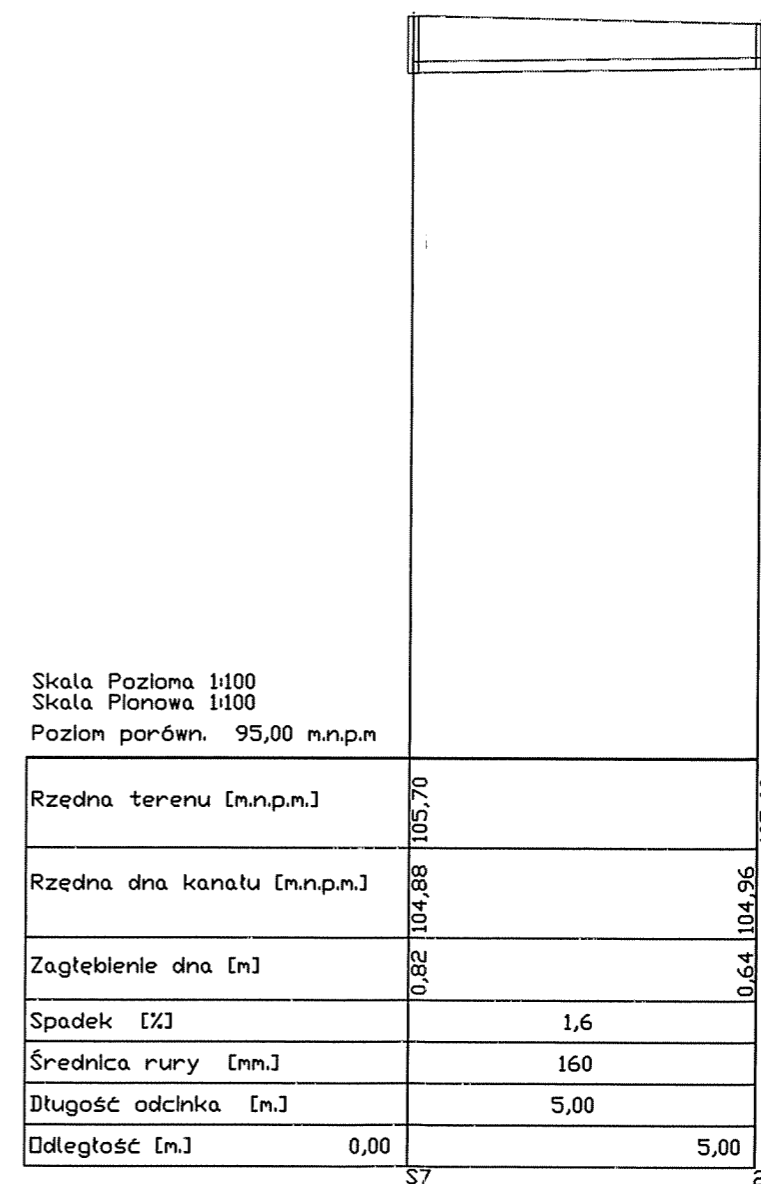 Skala Pozioma 1:100
Skala Pionowa 1:100
Poziom porówn. 95,00 m.n.p.m
Rzędna terenu [m.n.p.m.] 105,70
Rzędna dna kanału [m.n.p.m.] 104,88 104,96
Zagłębienie dna [m] 0,82 0,64
Spadek [%] 1,6
Średnica rury [mm.] 160
Długość odcinka [m.] 5,00
Odległość [m.] 0,00 5,00
S7